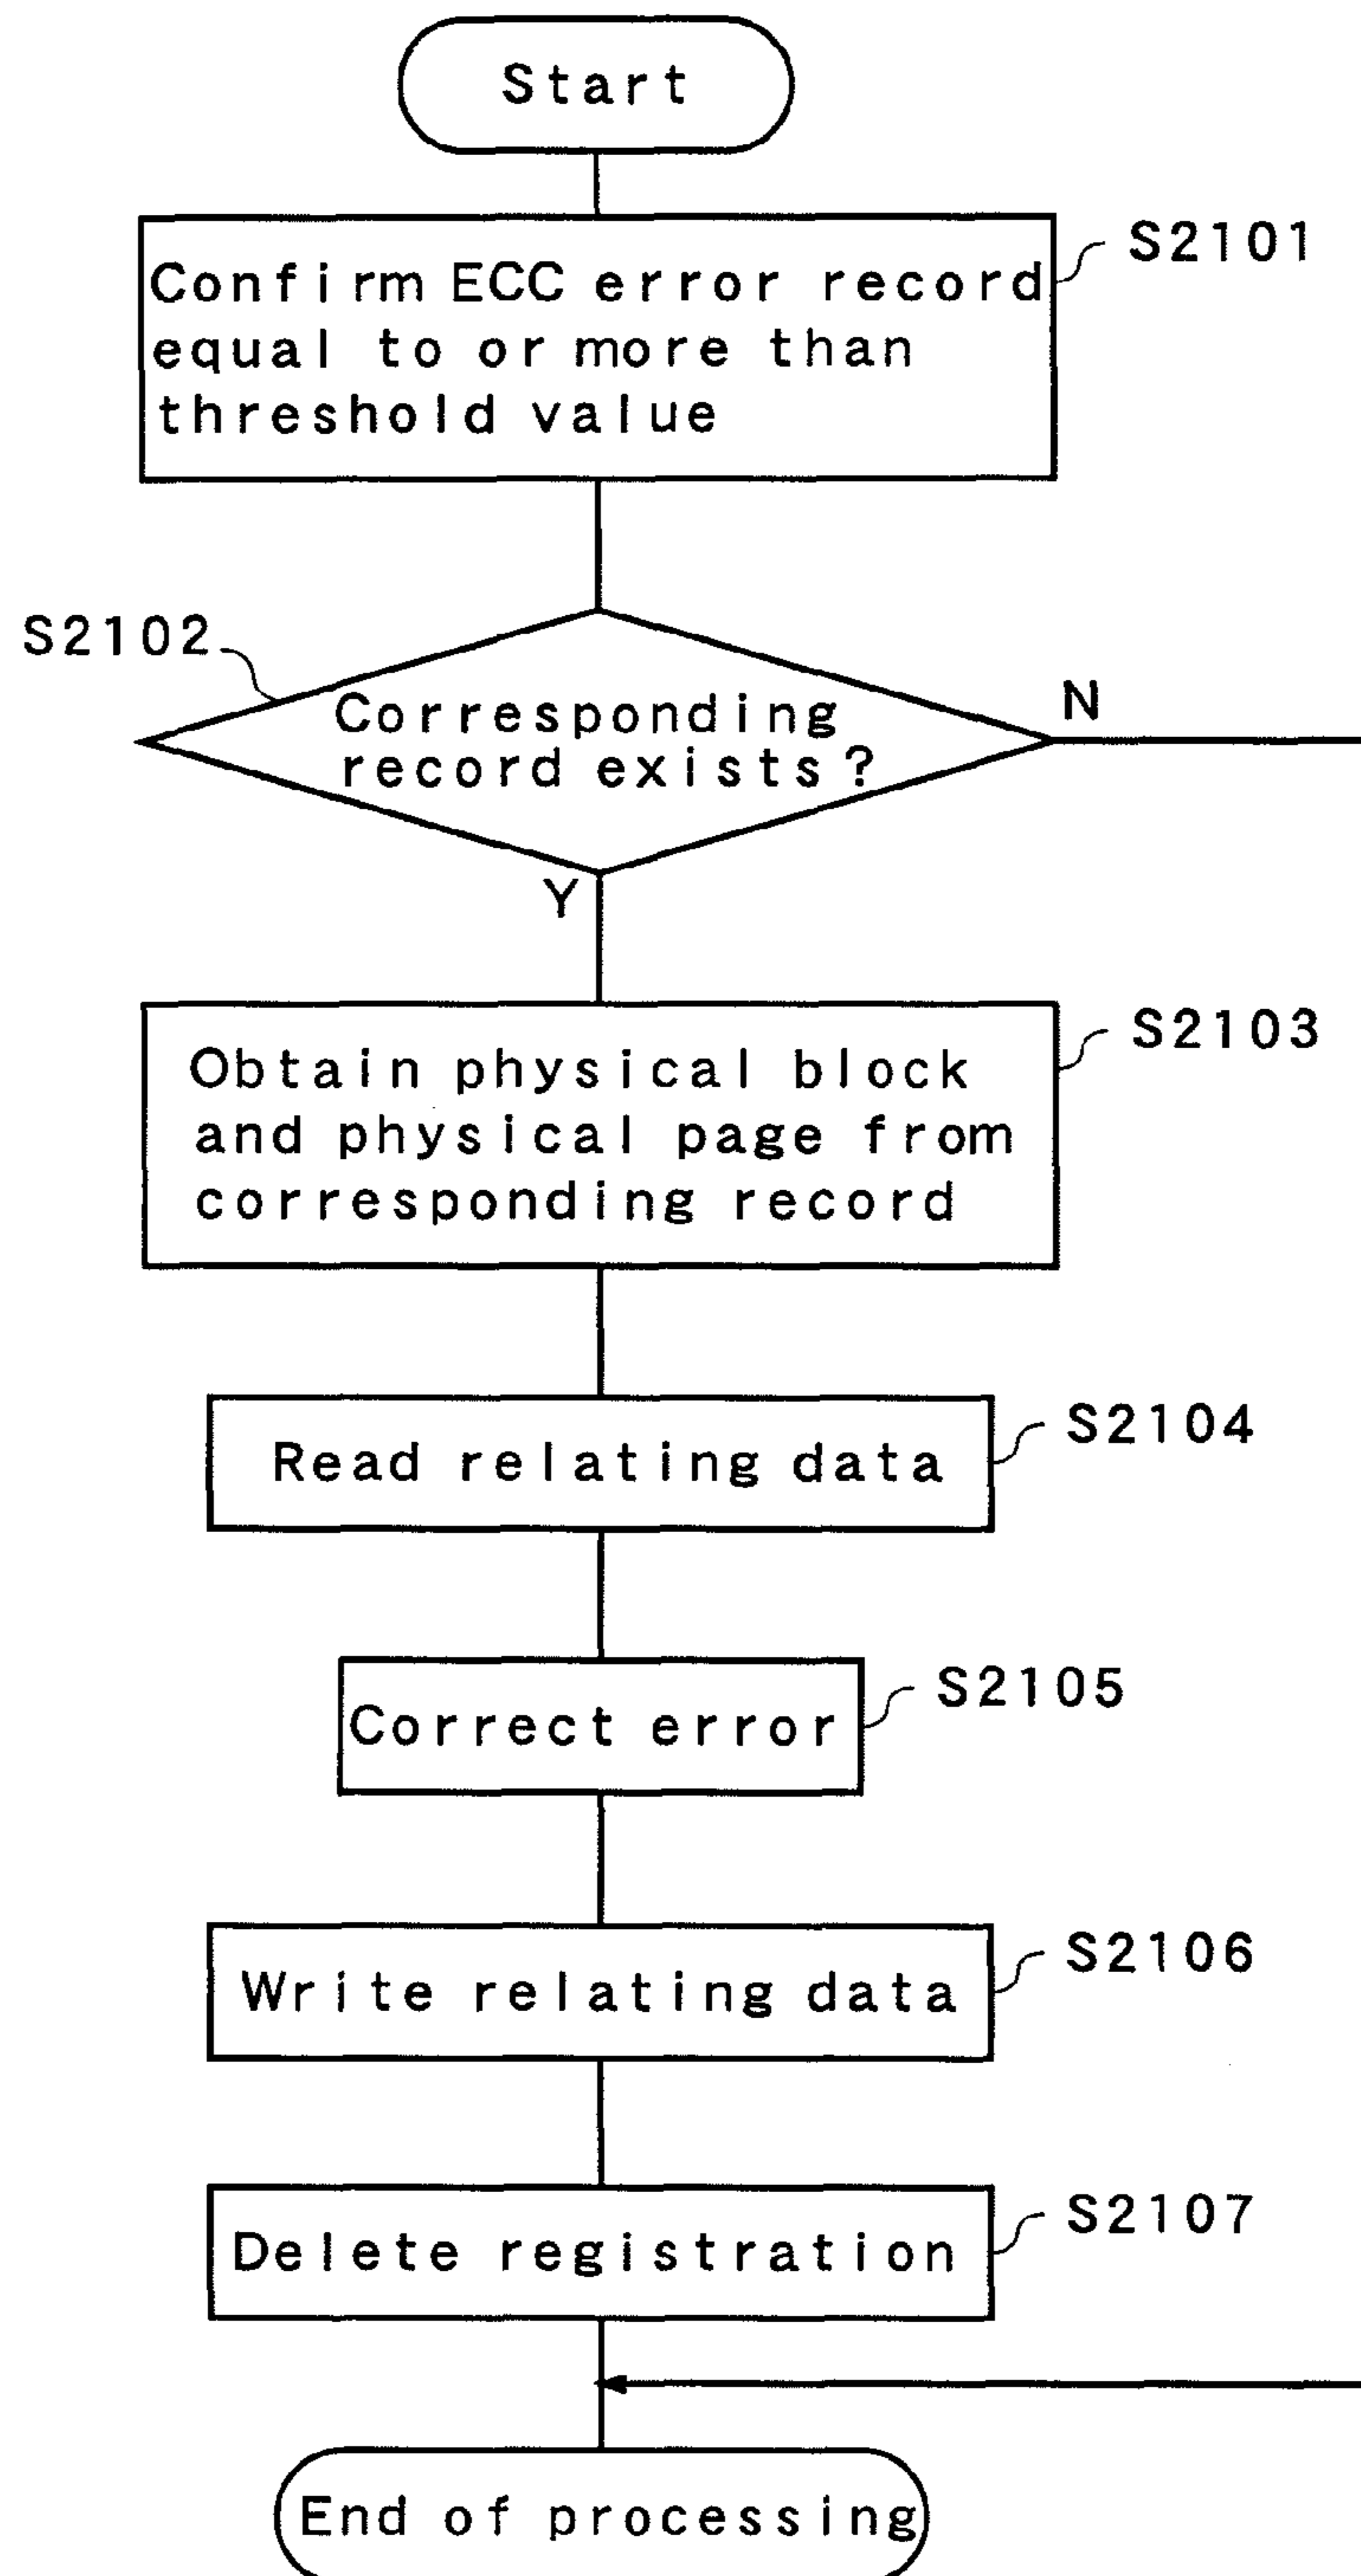 Start
S2101
Confirm ECC error record
equal to or more than
threshold value
S2102
Corresponding
record exists?
N
Y
S2103
Obtain physical block
and physical page from
corresponding record
S2104
Read relating data
S2105
Correct error
S2106
Write relating data
S2107
Delete registration
End of processing